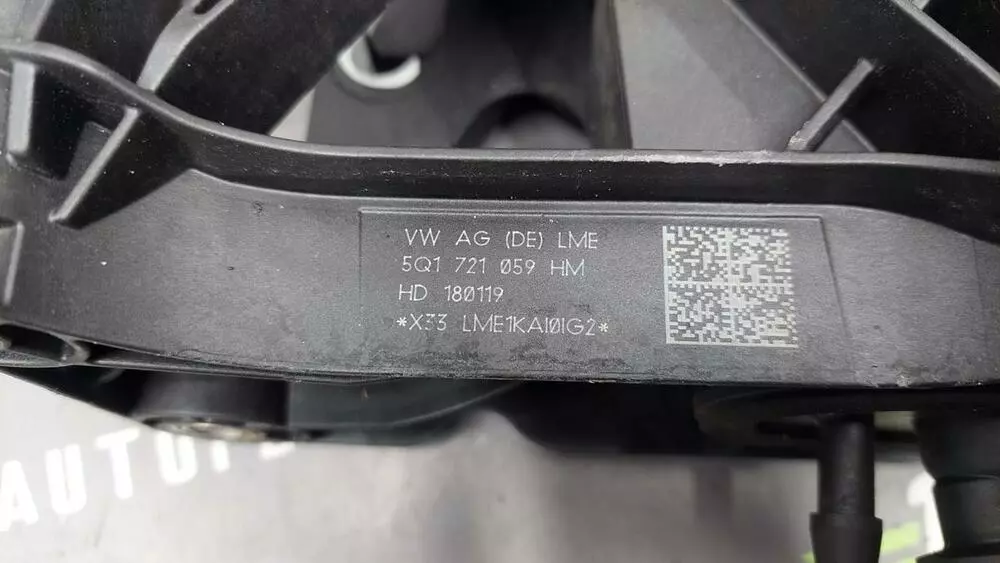 VW AG (DE) LME
5Q1 721 059 HM
HD 180119
*X33 LME1KAI0IG2*